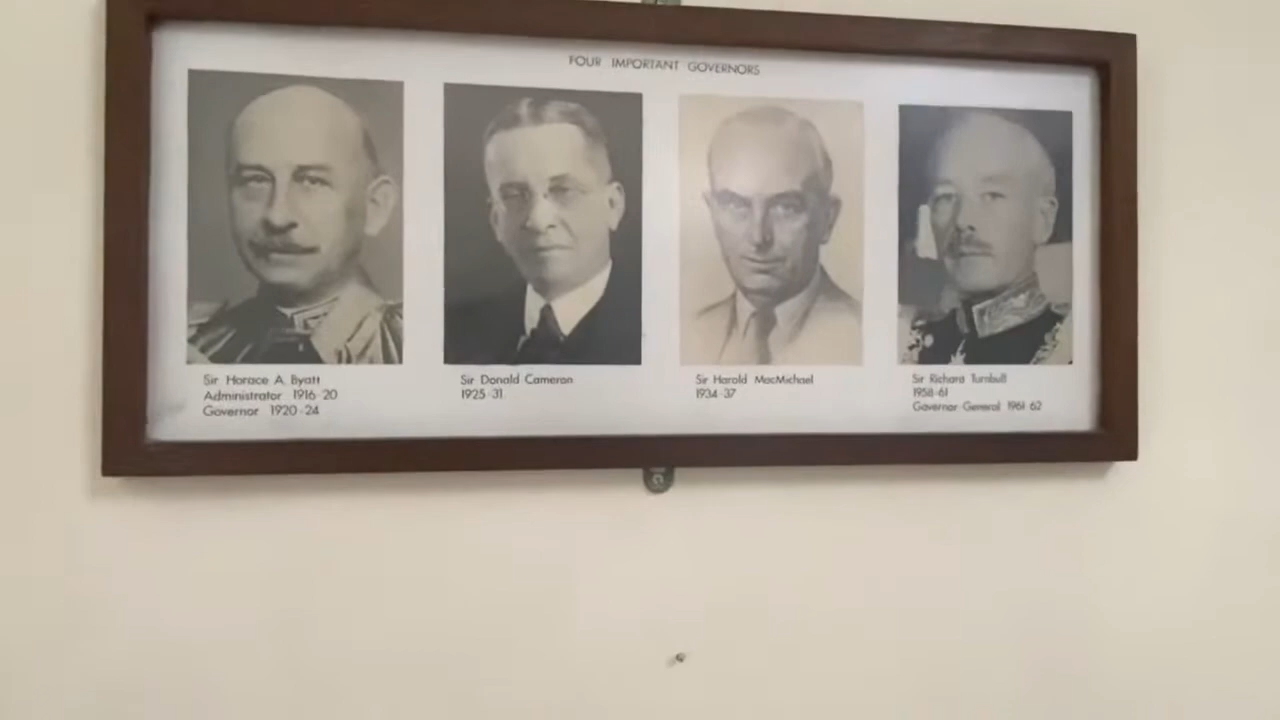 FOUR IMPORTANT GOVERNORS
Sir Horace A. Byatt
Administrator 1916-20
Governor 1920-24
Sir Donald Cameron
1925-31
Sir Harold MacMichael
1934-37
Sir Richard Turnbull
1958-61
Governor-General 1961-62